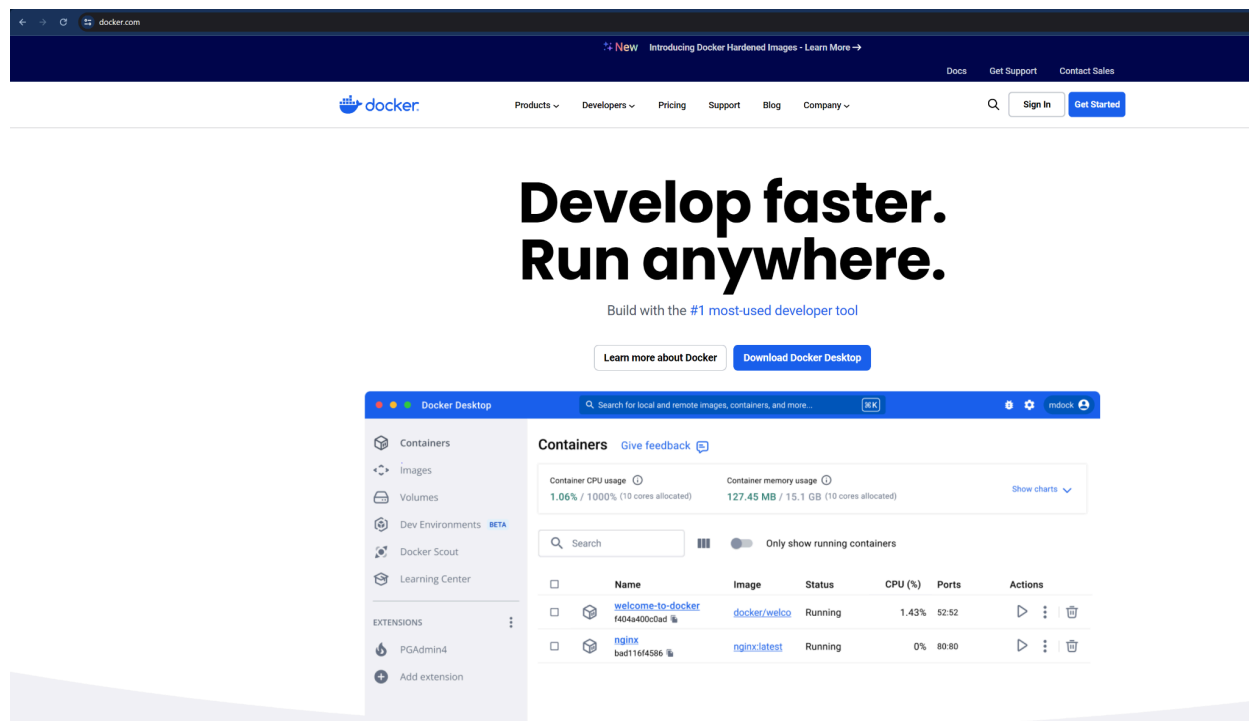 docker.com
New Introducing Docker Hardened Images - Learn More →
Docs Get Support Contact Sales
docker
Products Developers Pricing Support Blog Company Sign In Get Started
Develop faster.
Run anywhere.
Build with the #1 most-used developer tool
Learn more about Docker Download Docker Desktop
Docker Desktop Search for local and remote images, containers, and more... ⌘K mdock
Containers
Images
Volumes
Dev Environments BETA
Docker Scout
Learning Center
EXTENSIONS
PGAdmin4
Add extension
Containers Give feedback
Container CPU usage Container memory usage
1.06% / 1000% (10 cores allocated) 127.45 MB / 15.1 GB (10 cores allocated) Show charts
Search Only show running containers
Name Image Status CPU (%) Ports Actions
welcome-to-docker docker/welco Running 1.43% 52:52
f404a400c0ad
nginx nginx:latest Running 0% 80:80
bad116f4586